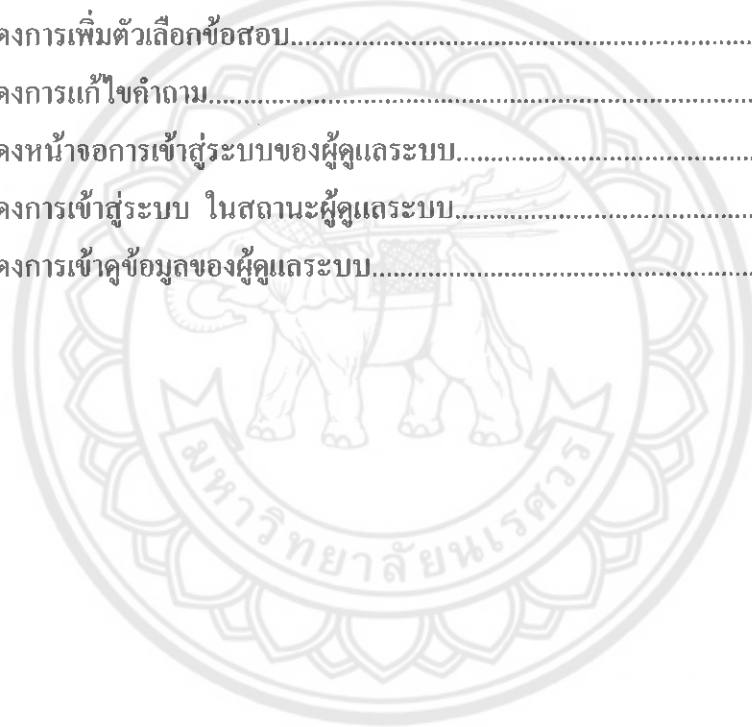 ดงการเพิ่มตัวเลือกข้อสอบ........................................................................
ดงการแก้ไขคำถาม........................................................................
ดงหน้าจอการเข้าสู่ระบบของผู้ดูแลระบบ........................................................................
ดงการเข้าสู่ระบบ ในสถานะผู้ดูแลระบบ........................................................................
ดงการเข้าดูข้อมูลของผู้ดูแลระบบ........................................................................
มหาวิทยาลัยนเรศวร